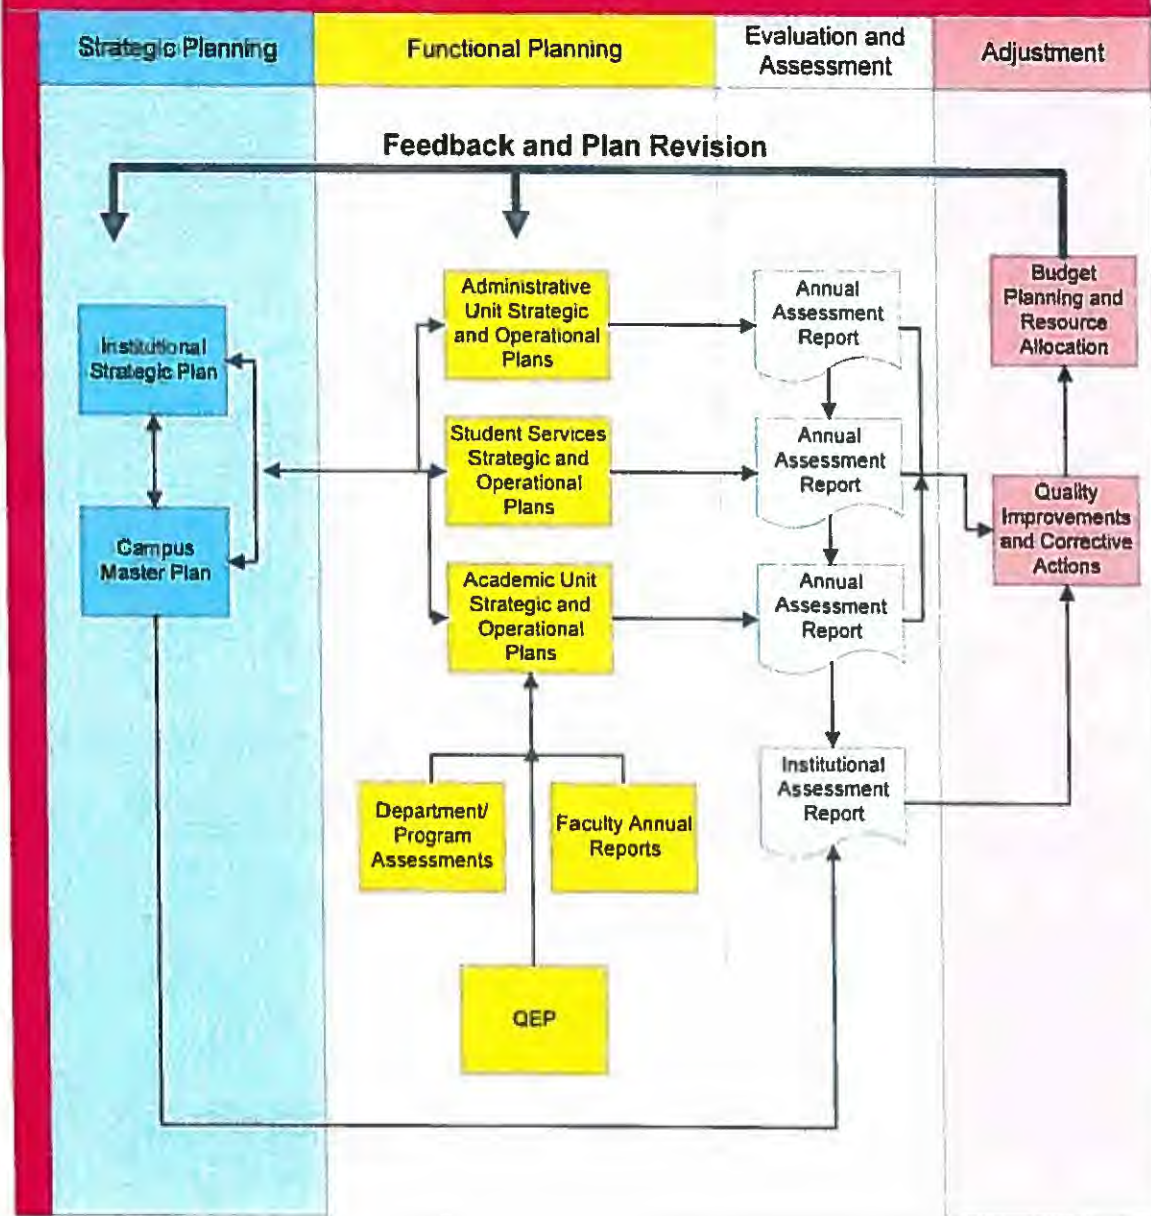 Strategic Planning
Functional Planning
Evaluation and
Assessment
Adjustment
Feedback and Plan Revision
Institutional
Strategic Plan
Campus
Master Plan
Administrative
Unit Strategic
and Operational
Plans
Student Services
Strategic and
Operational
Plans
Academic Unit
Strategic and
Operational
Plans
Department/
Program
Assessments
Faculty Annual
Reports
QEP
Annual
Assessment
Report
Annual
Assessment
Report
Annual
Assessment
Report
Institutional
Assessment
Report
Budget
Planning and
Resource
Allocation
Quality
Improvements
and Corrective
Actions